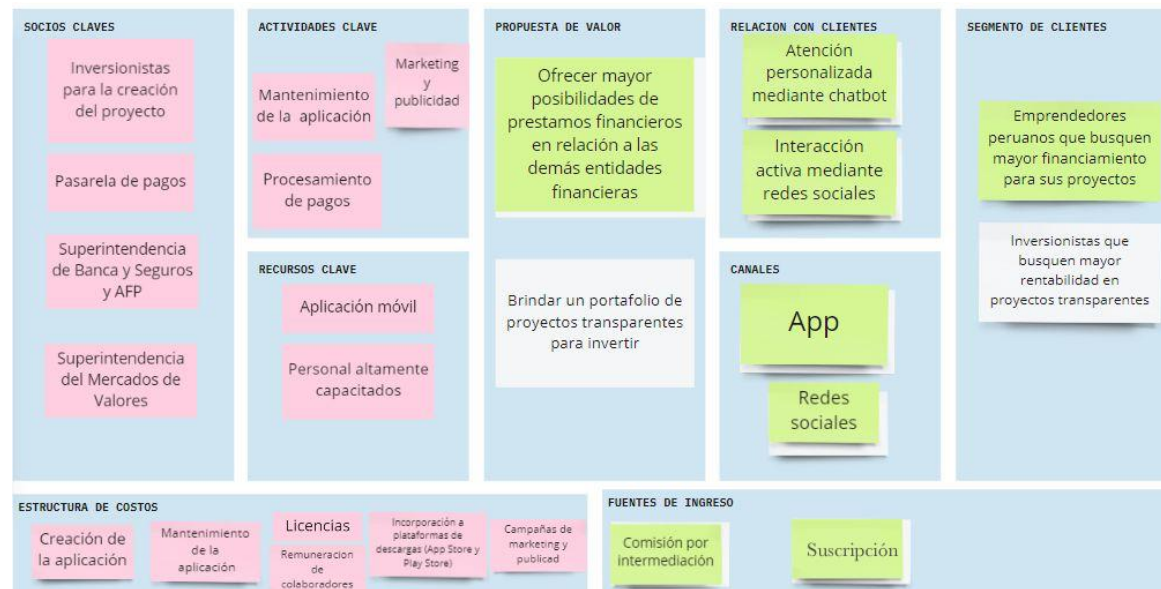 SOCIOS CLAVES
Inversionistas
para la creación
del proyecto
Pasarela de pagos
Superintendencia
de Banca y Seguros
y AFP
Superintendencia
del Mercados de
Valores
ACTIVIDADES CLAVE
Marketing
y
publicidad
Mantenimiento
de la aplicación
Procesamiento
de pagos
RECURSOS CLAVE
Aplicación móvil
Personal altamente
capacitados
PROPUESTA DE VALOR
Ofrecer mayor
posibilidades de
prestamos financieros
en relación a las
demás entidades
financieras
Brindar un portafolio de
proyectos transparentes
para invertir
RELACION CON CLIENTES
Atención
personalizada
mediante chatbot
Interacción
activa mediante
redes sociales
CANALES
App
Redes
sociales
SEGMENTO DE CLIENTES
Emprendedores
peruanos que busquen
mayor financiamiento
para sus proyectos
Inversionistas que
busquen mayor
rentabilidad en
proyectos transparentes
ESTRUCTURA DE COSTOS
Creación de
la aplicación
Mantenimiento
de la
aplicación
Licencias
Remuneracion
de
colaboradores
Incorporación a
plataformas de
descargas (App Store y
Play Store)
Campañas de
marketing y
publicad
FUENTES DE INGRESO
Comisión por
intermediación
Suscripción